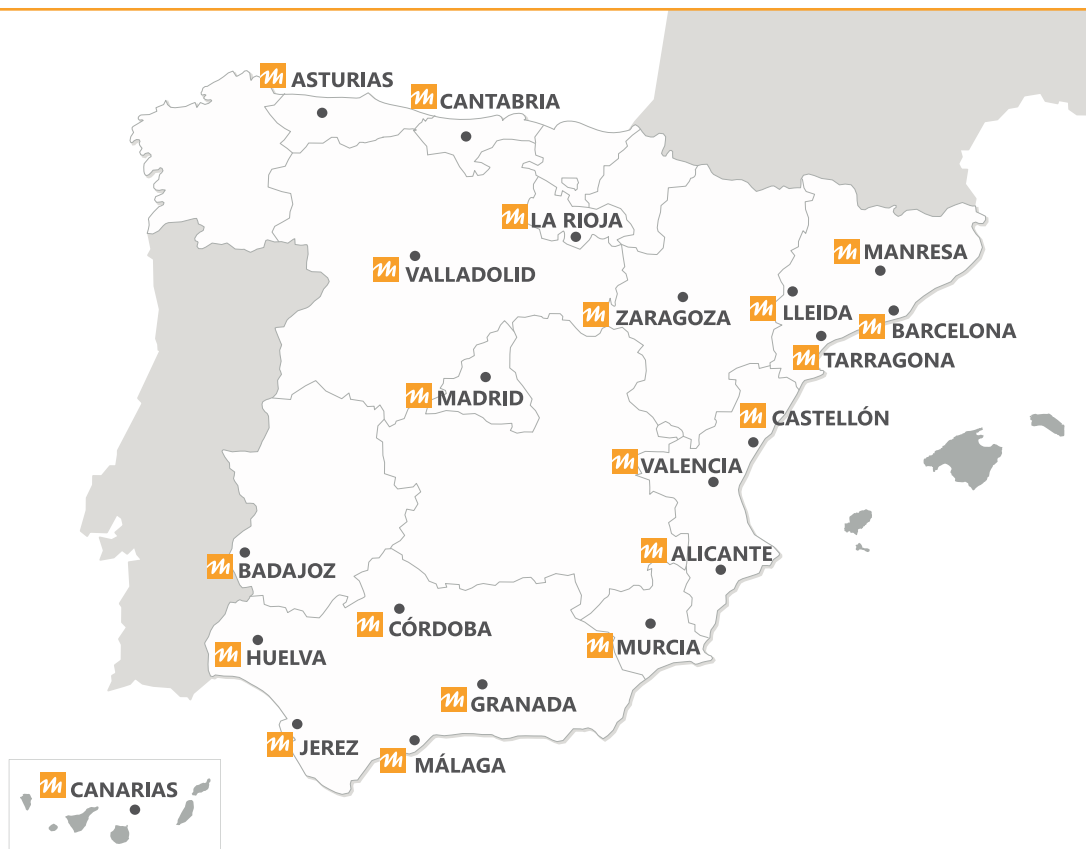 ASTURIAS
CANTABRIA
LA RIOJA
MANRESA
VALLADOLID
LLEIDA
ZARAGOZA
BARCELONA
TARRAGONA
MADRID
CASTELLÓN
VALENCIA
ALICANTE
BADAJOZ
CÓRDOBA
MURCIA
HUELVA
GRANADA
JEREZ
MÁLAGA
CANARIAS